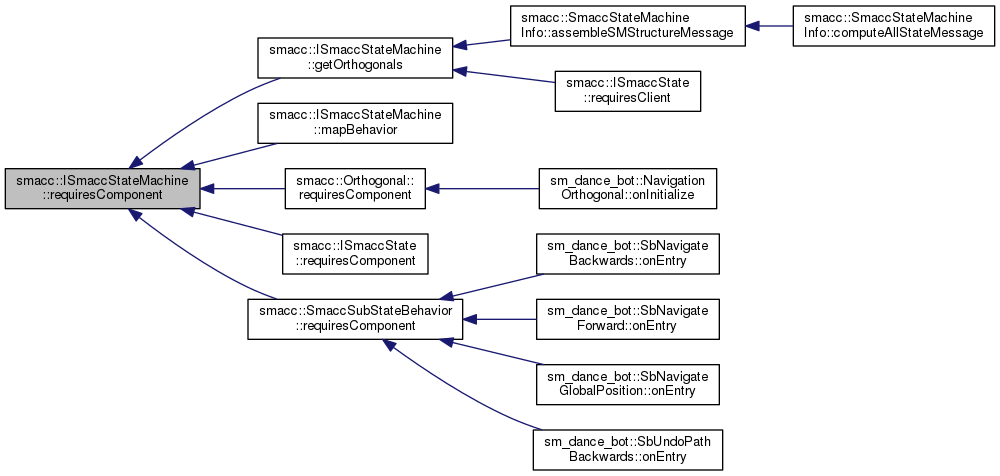 smacc::SmaccStateMachine
Info::assembleSMStructureMessage
smacc::SmaccStateMachine
Info::computeAllStateMessage
smacc::ISmaccStateMachine
::getOrthogonals
smacc::ISmaccState
::requiresClient
smacc::ISmaccStateMachine
::mapBehavior
smacc::ISmaccStateMachine
::requiresComponent
smacc::Orthogonal::
requiresComponent
sm_dance_bot::Navigation
Orthogonal::onInitialize
smacc::ISmaccState
::requiresComponent
sm_dance_bot::SbNavigate
Backwards::onEntry
smacc::SmaccSubStateBehavior
::requiresComponent
sm_dance_bot::SbNavigate
Forward::onEntry
sm_dance_bot::SbNavigate
GlobalPosition::onEntry
sm_dance_bot::SbUndoPath
Backwards::onEntry